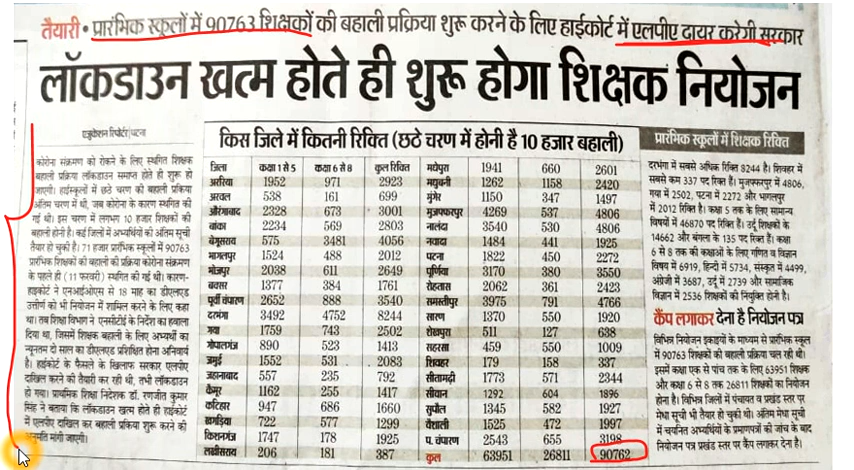 तैयारी • प्रारंभिक स्कूलों में 90763 शिक्षकों की बहाली प्रक्रिया शुरू करने के लिए हाईकोर्ट में एलपीए दायर करेगी सरकार
लॉकडाउन खत्म होते ही शुरू होगा शिक्षक नियोजन
एजुकेशन रिपोर्टर|पटना
कोरोना संक्रमण को रोकने के लिए स्थगित शिक्षक
बहाली प्रक्रिया लॉकडाउन समाप्त होते ही शुरू हो
जाएगी। हाईस्कूलों में छठे चरण की बहाली प्रक्रिया
अंतिम चरण में थी, जब कोरोना के कारण स्थगित की
गई थी। इस चरण में लगभग 10 हजार शिक्षकों की
बहाली होनी है। कई जिलों में अभ्यर्थियों की अंतिम सूची
तैयार हो चुकी है। 71 हजार प्रारंभिक स्कूलों में 90763
प्रारंभिक शिक्षकों की बहाली की प्रक्रिया कोरोना संक्रमण
के पहले ही (11 फरवरी) स्थगित की गई थी। कारण-
हाईकोर्ट ने एनआईओएस से 18 माह का डीएलएड
उत्तीर्ण को भी नियोजन में शामिल करने के लिए कहा
था। तब शिक्षा विभाग ने एनसीटीई के निर्देश का हवाला
दिया था, जिसमें शिक्षक बहाली के लिए अभ्यर्थी का
न्यूनतम दो साल का डीएलएड प्रशिक्षित होना अनिवार्य
है। हाईकोर्ट के फैसले के खिलाफ सरकार एलपीए
दाखिल करने की तैयारी कर रही थी, तभी लॉकडाउन
हो गया। प्राथमिक शिक्षा निदेशक डॉ. रणजीत कुमार
सिंह ने बताया कि लॉकडाउन खत्म होते ही हाईकोर्ट
में एलपीए दाखिल कर बहाली प्रक्रिया शुरू करने की
अनुमति मांगी जाएगी।
किस जिले में कितनी रिक्ति (छठे चरण में होनी है 10 हजार बहाली)
जिला कक्षा 1 से 5 कक्षा 6 से 8 कुल रिक्ति मधेपुरा 1941 660 2601
अररिया 1952 971 2923 मधुबनी 1262 1158 2420
अरवल 538 161 699 मुंगेर 1150 347 1497
औरंगाबाद 2328 673 3001 मुजफ्फरपुर 4269 537 4806
बांका 2234 569 2803 नालंदा 3540 530 4806
बेगूसराय 575 3481 4056 नवादा 1484 441 1925
भागलपुर 1524 488 2012 पटना 1822 450 2272
भोजपुर 2038 611 2649 पूर्णिया 3170 380 3550
बक्सर 1377 384 1761 रोहतास 2062 361 2423
पूर्वी चंपारण 2652 888 3540 समस्तीपुर 3975 791 4766
दरभंगा 3492 4752 8244 सारण 1370 550 1920
गया 1759 743 2502 शेखपुरा 511 127 638
गोपालगंज 890 523 1413 सहरसा 459 550 1009
जमुई 1552 531 2083 शिवहर 179 158 337
जहानाबाद 557 235 792 सीतामढ़ी 1773 571 2344
कैमूर 1162 255 1417 सीवान 1292 604 1896
कटिहार 947 686 1660 सुपौल 1345 582 1927
खगड़िया 722 577 1299 वैशाली 1525 472 1997
किशनगंज 1747 178 1925 प. चंपारण 2543 655 3198
लखीसराय 206 181 387 कुल 63951 26811 90762
प्रारंभिक स्कूलों में शिक्षक रिक्ति
दरभंगा में सबसे अधिक रिक्ति 8244 है। शिवहर में
सबसे कम 337 पद रिक्त हैं। मुजफ्फरपुर में 4806,
गया में 2502, पटना में 2272 और भागलपुर
में 2012 रिक्ति है। कक्षा 5 तक के लिए सामान्य
विषयों में 46870 पद रिक्त हैं। उर्दू शिक्षकों के
14662 और बंगला के 135 पद रिक्त हैं। कक्षा
6 से 8 की कक्षाओं के लिए गणित व विज्ञान
विषय में 6919, हिन्दी में 5734, संस्कृत में 4499,
अंग्रेजी में 3687, उर्दू में 2739 और सामाजिक
विज्ञान में 2536 शिक्षकों की नियुक्ति होनी है।
कैंप लगाकर देना है नियोजन पत्र
विभिन्न नियोजन इकाइयों के माध्यम से प्रारंभिक स्कूल
में 90763 शिक्षकों की बहाली प्रक्रिया चल रही थी।
इसमें कक्षा एक से पांच तक के लिए 63951 शिक्षक
और कक्षा 6 से 8 तक 26811 शिक्षकों का नियोजन
होना है। विभिन्न जिलों में पंचायत व प्रखंड स्तर पर
मेधा सूची भी तैयार हो चुकी थी। अंतिम मेधा सूची
में चयनित अभ्यर्थियों के प्रमाणपत्रों की जांच के बाद
नियोजन पत्र प्रखंड स्तर पर कैंप लगाकर देना है।